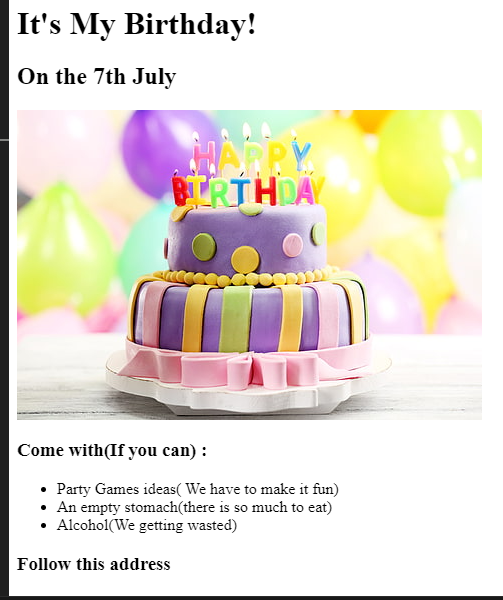 It's My Birthday!
On the 7th July
HAPPY
BIRTHDAY
Come with(If you can) :
Party Games ideas( We have to make it fun)
An empty stomach(there is so much to eat)
Alcohol(We getting wasted)
Follow this address